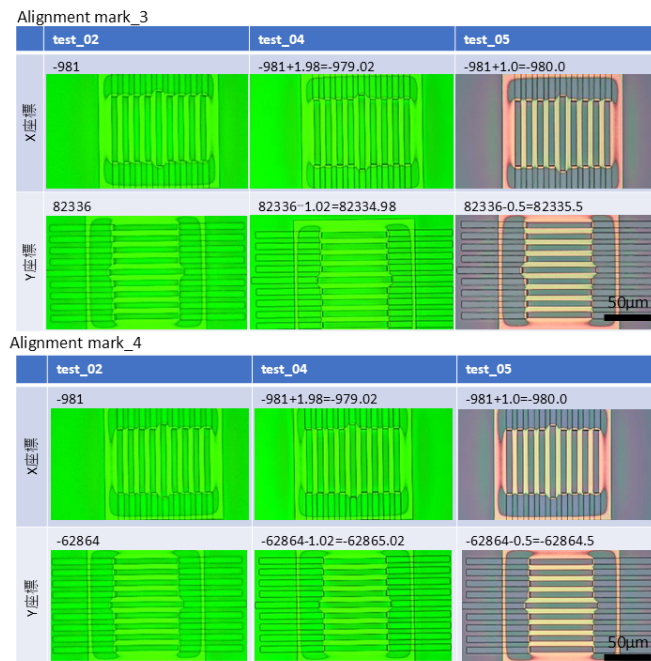 Alignment mark_3
test_02 test_04 test_05
X座標 -981 -981+1.98=-979.02 -981+1.0=-980.0
Y座標 82336 82336−1.02=82334.98 82336-0.5=82335.5
50μm
Alignment mark_4
test_02 test_04 test_05
X座標 -981 -981+1.98=-979.02 -981+1.0=-980.0
Y座標 -62864 -62864-1.02=-62865.02 -62864-0.5=-62864.5
50μm